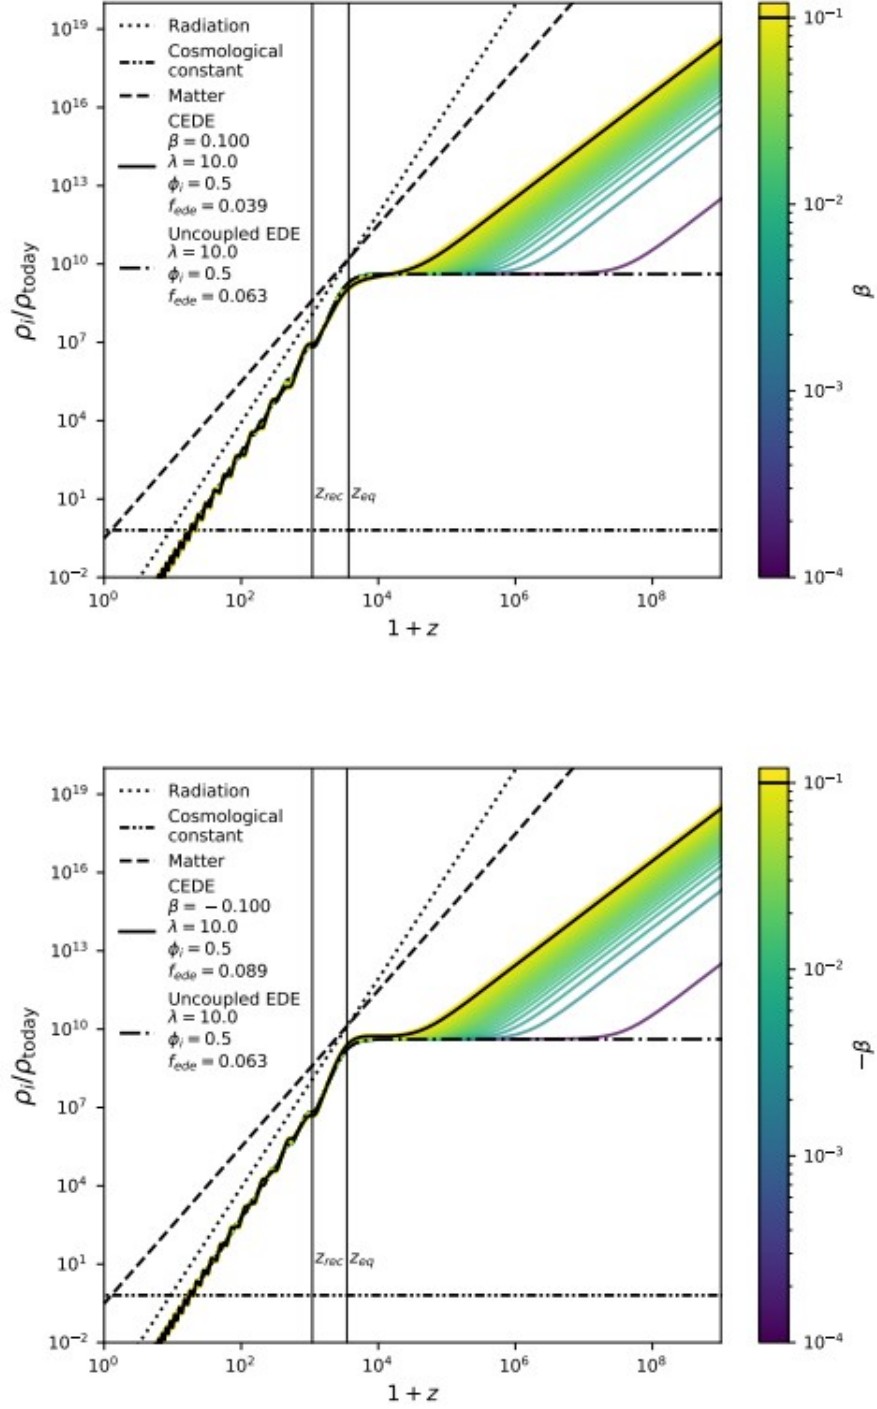 10^19
10^16
10^13
10^10
10^7
10^4
10^1
10^−2
ρ_i/ρ_today
Radiation
Cosmological
constant
Matter
CEDE
β = 0.100
λ = 10.0
ϕ_i = 0.5
f_ede = 0.039
Uncoupled EDE
λ = 10.0
ϕ_i = 0.5
f_ede = 0.063
z_rec
z_eq
10^0
10^2
10^4
10^6
10^8
1 + z
10^−1
10^−2
10^−3
10^−4
β
10^19
10^16
10^13
10^10
10^7
10^4
10^1
10^−2
ρ_i/ρ_today
Radiation
Cosmological
constant
Matter
CEDE
β = −0.100
λ = 10.0
ϕ_i = 0.5
f_ede = 0.089
Uncoupled EDE
λ = 10.0
ϕ_i = 0.5
f_ede = 0.063
z_rec
z_eq
10^0
10^2
10^4
10^6
10^8
1 + z
10^−1
10^−2
10^−3
10^−4
−β